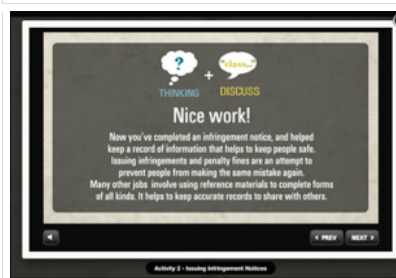 ?
"class..."
THINKING + DISCUSS
Nice work!
Now you've completed an infringement notice, and helped
keep a record of information that helps to keep people safe.
Issuing infringements and penalty fines are an attempt to
prevent people from making the same mistake again.
Many other jobs involve using reference materials to complete forms
of all kinds. It helps to keep accurate records to share with others.
< PREV NEXT >
Activity 2 - Issuing Infringement Notices